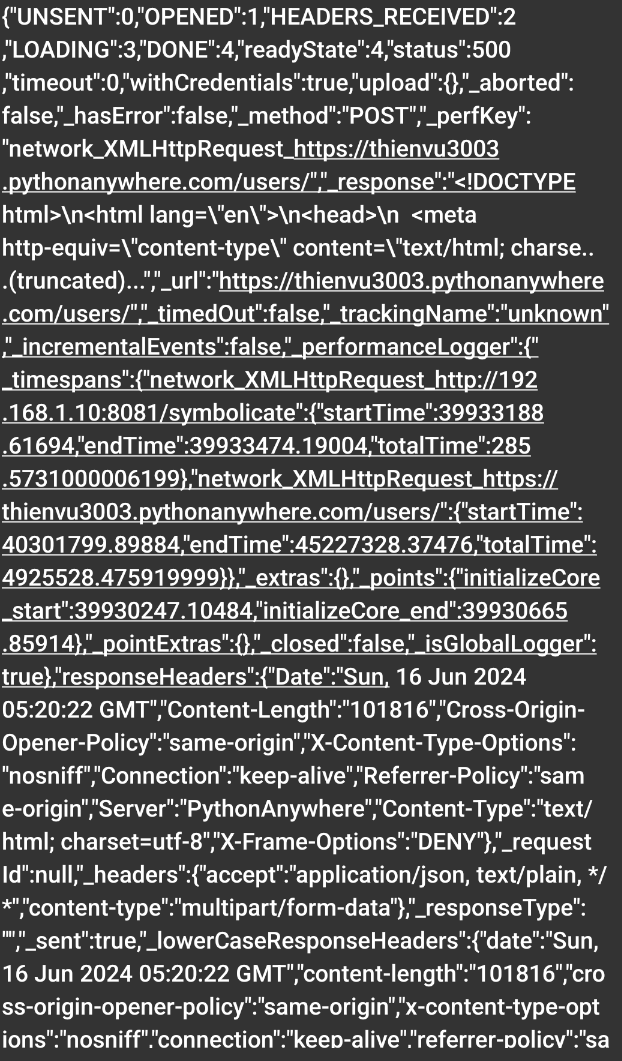 {"UNSENT":0,"OPENED":1,"HEADERS_RECEIVED":2
,"LOADING":3,"DONE":4,"readyState":4,"status":500
,"timeout":0,"withCredentials":true,"upload":{},"_aborted":
false,"_hasError":false,"_method":"POST","_perfKey":
"network_XMLHttpRequest_https://thienvu3003
.pythonanywhere.com/users/","_response":"<!DOCTYPE
html>\n<html lang=\"en\">\n<head>\n  <meta
http-equiv=\"content-type\" content=\"text/html; charse..
.(truncated)...","_url":"https://thienvu3003.pythonanywhere
.com/users/","_timedOut":false,"_trackingName":"unknown"
,"_incrementalEvents":false,"_performanceLogger":{"
_timespans":{"network_XMLHttpRequest_http://192
.168.1.10:8081/symbolicate":{"startTime":39933188
.61694,"endTime":39933474.19004,"totalTime":285
.5731000006199},"network_XMLHttpRequest_https://
thienvu3003.pythonanywhere.com/users/":{"startTime":
40301799.89884,"endTime":45227328.37476,"totalTime":
4925528.475919999}},"_extras":{},"_points":{"initializeCore
_start":39930247.10484,"initializeCore_end":39930665
.85914},"_pointExtras":{},"_closed":false,"_isGlobalLogger":
true},"responseHeaders":{"Date":"Sun, 16 Jun 2024
05:20:22 GMT","Content-Length":"101816","Cross-Origin-
Opener-Policy":"same-origin","X-Content-Type-Options":
"nosniff","Connection":"keep-alive","Referrer-Policy":"sam
e-origin","Server":"PythonAnywhere","Content-Type":"text/
html; charset=utf-8","X-Frame-Options":"DENY"},"_request
Id":null,"_headers":{"accept":"application/json, text/plain, */
*","content-type":"multipart/form-data"},"_responseType":
"","_sent":true,"_lowerCaseResponseHeaders":{"date":"Sun,
16 Jun 2024 05:20:22 GMT","content-length":"101816","cro
ss-origin-opener-policy":"same-origin","x-content-type-opt
ions":"nosniff","connection":"keep-alive","referrer-policy":"sa